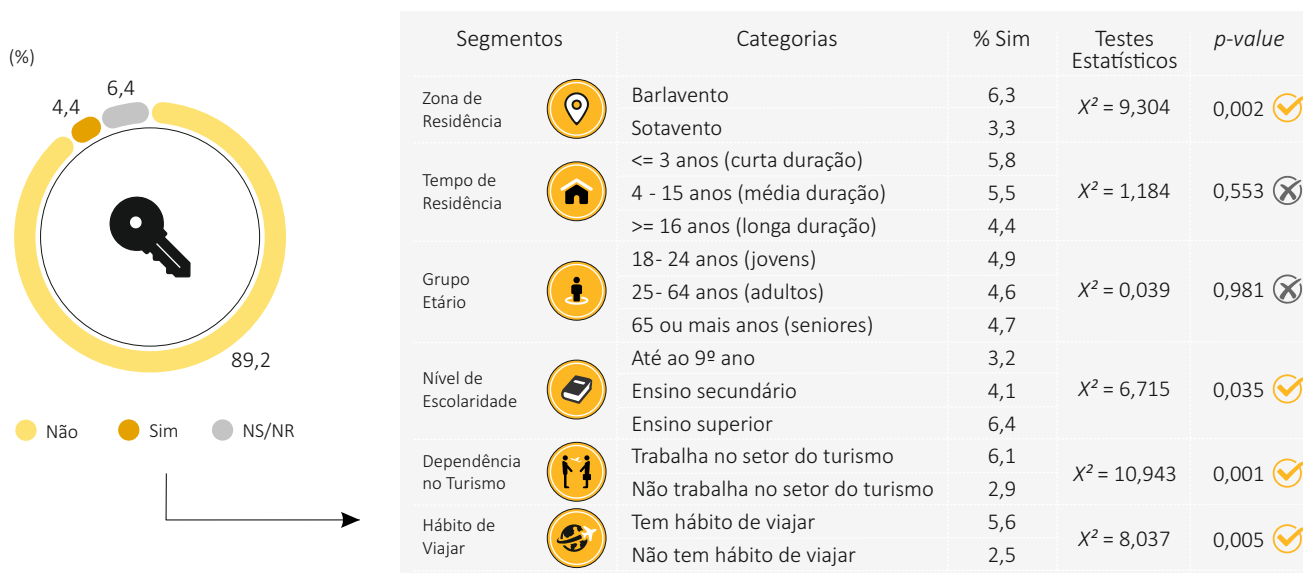 (%)
6,4
4,4
89,2
Não Sim NS/NR
Segmentos Categorias % Sim Testes Estatísticos p-value
Zona de
Residência
Barlavento 6,3
Sotavento 3,3
X² = 9,304 0,002
Tempo de
Residência
<= 3 anos (curta duração) 5,8
4 - 15 anos (média duração) 5,5
>= 16 anos (longa duração) 4,4
X² = 1,184 0,553
Grupo
Etário
18- 24 anos (jovens) 4,9
25- 64 anos (adultos) 4,6
65 ou mais anos (seniores) 4,7
X² = 0,039 0,981
Nível de
Escolaridade
Até ao 9º ano 3,2
Ensino secundário 4,1
Ensino superior 6,4
X² = 6,715 0,035
Dependência
no Turismo
Trabalha no setor do turismo 6,1
Não trabalha no setor do turismo 2,9
X² = 10,943 0,001
Hábito de
Viajar
Tem hábito de viajar 5,6
Não tem hábito de viajar 2,5
X² = 8,037 0,005